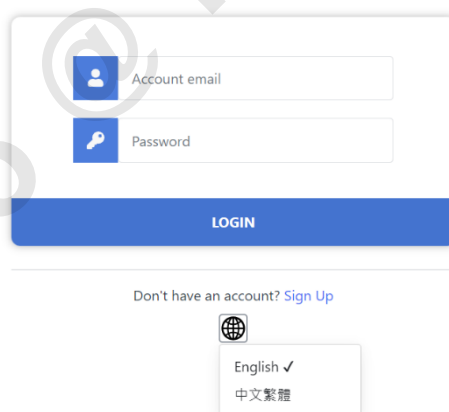 Account email
Password
LOGIN
Don't have an account? Sign Up
English ✓
中文繁體